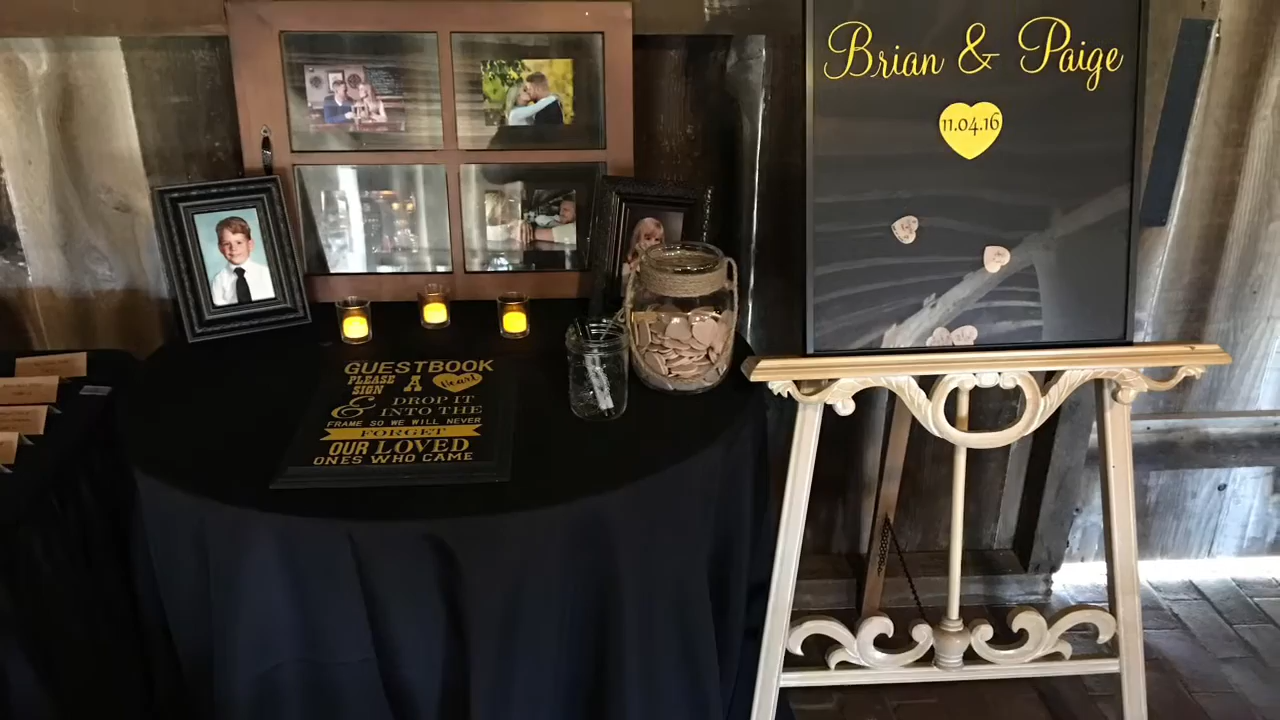 Brian & Paige
11.04.16
GUESTBOOK
PLEASE SIGN A Heart
& DROP IT
INTO THE
FRAME SO WE WILL NEVER
FORGET
OUR LOVED
ONES WHO CAME